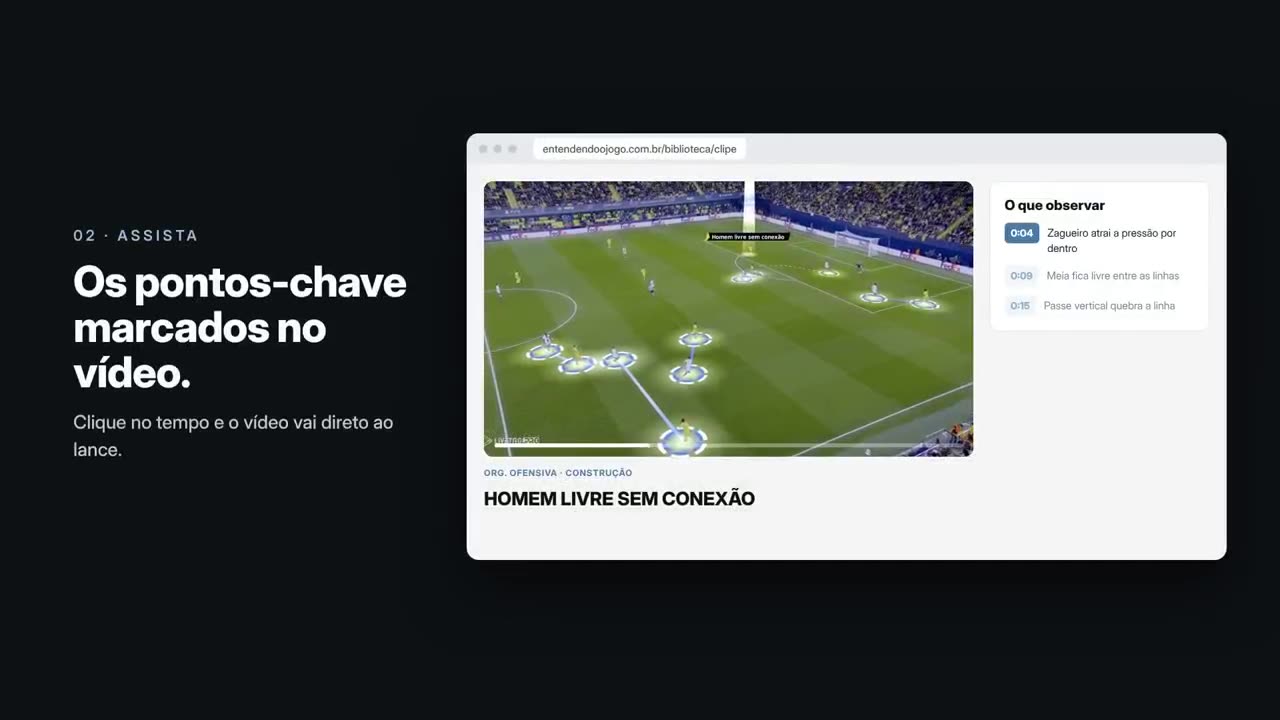 02 · ASSISTA
Os pontos-chave
marcados no
vídeo.
Clique no tempo e o vídeo vai direto ao
lance.
entendendoojogo.com.br/biblioteca/clipe
Homem livre sem conexão
ORG. OFENSIVA · CONSTRUÇÃO
HOMEM LIVRE SEM CONEXÃO
O que observar
0:04 Zagueiro atrai a pressão por
dentro
0:09 Meia fica livre entre as linhas
0:15 Passe vertical quebra a linha